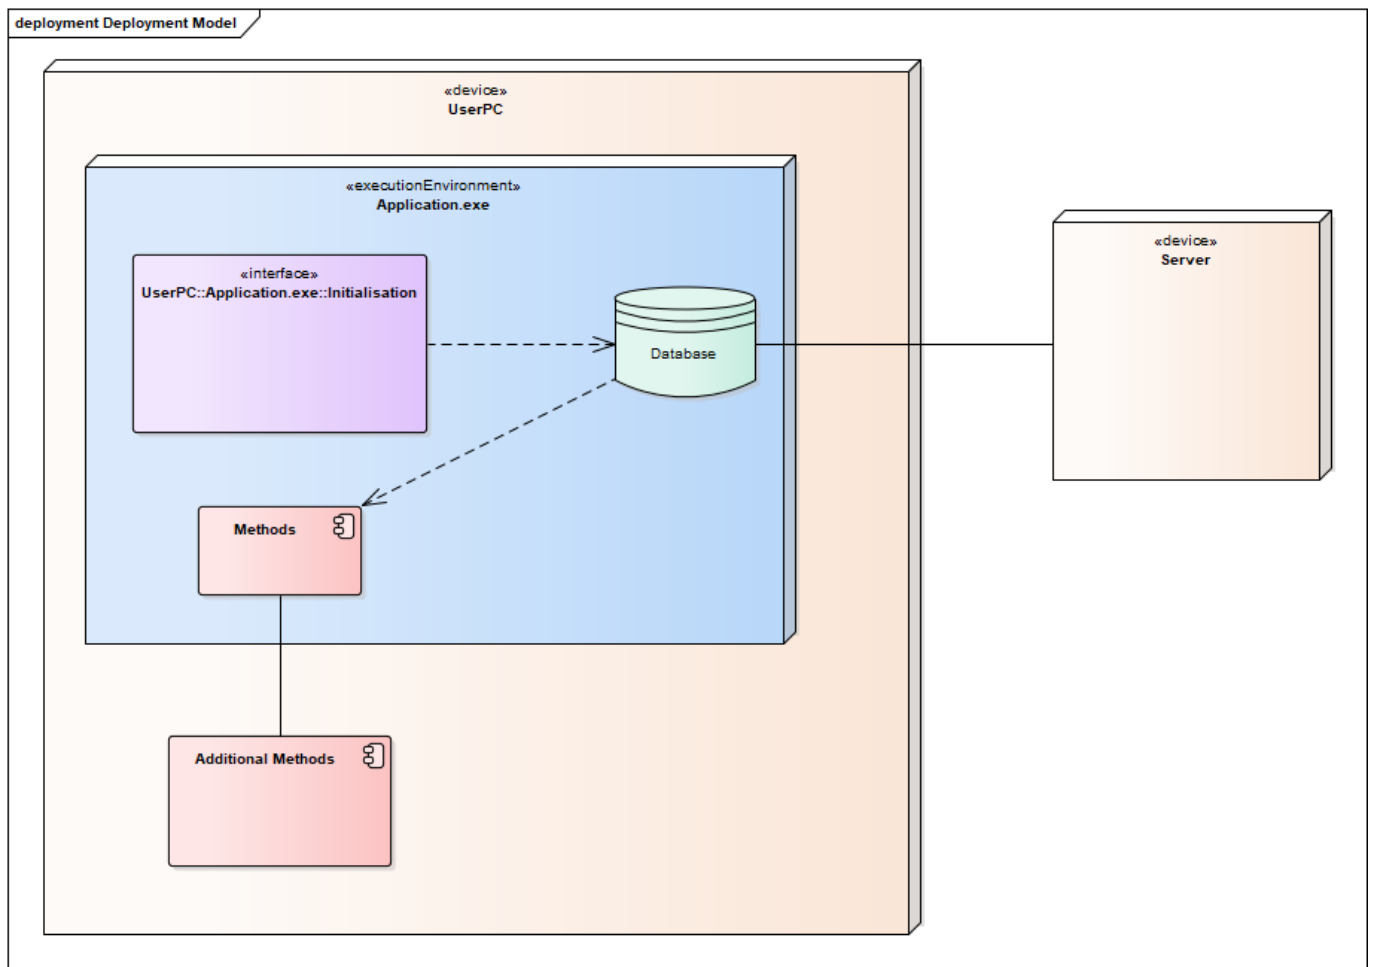 deployment Deployment Model
«device»
UserPC
«executionEnvironment»
Application.exe
«interface»
UserPC::Application.exe::Initialisation
Database
«device»
Server
Methods
Additional Methods